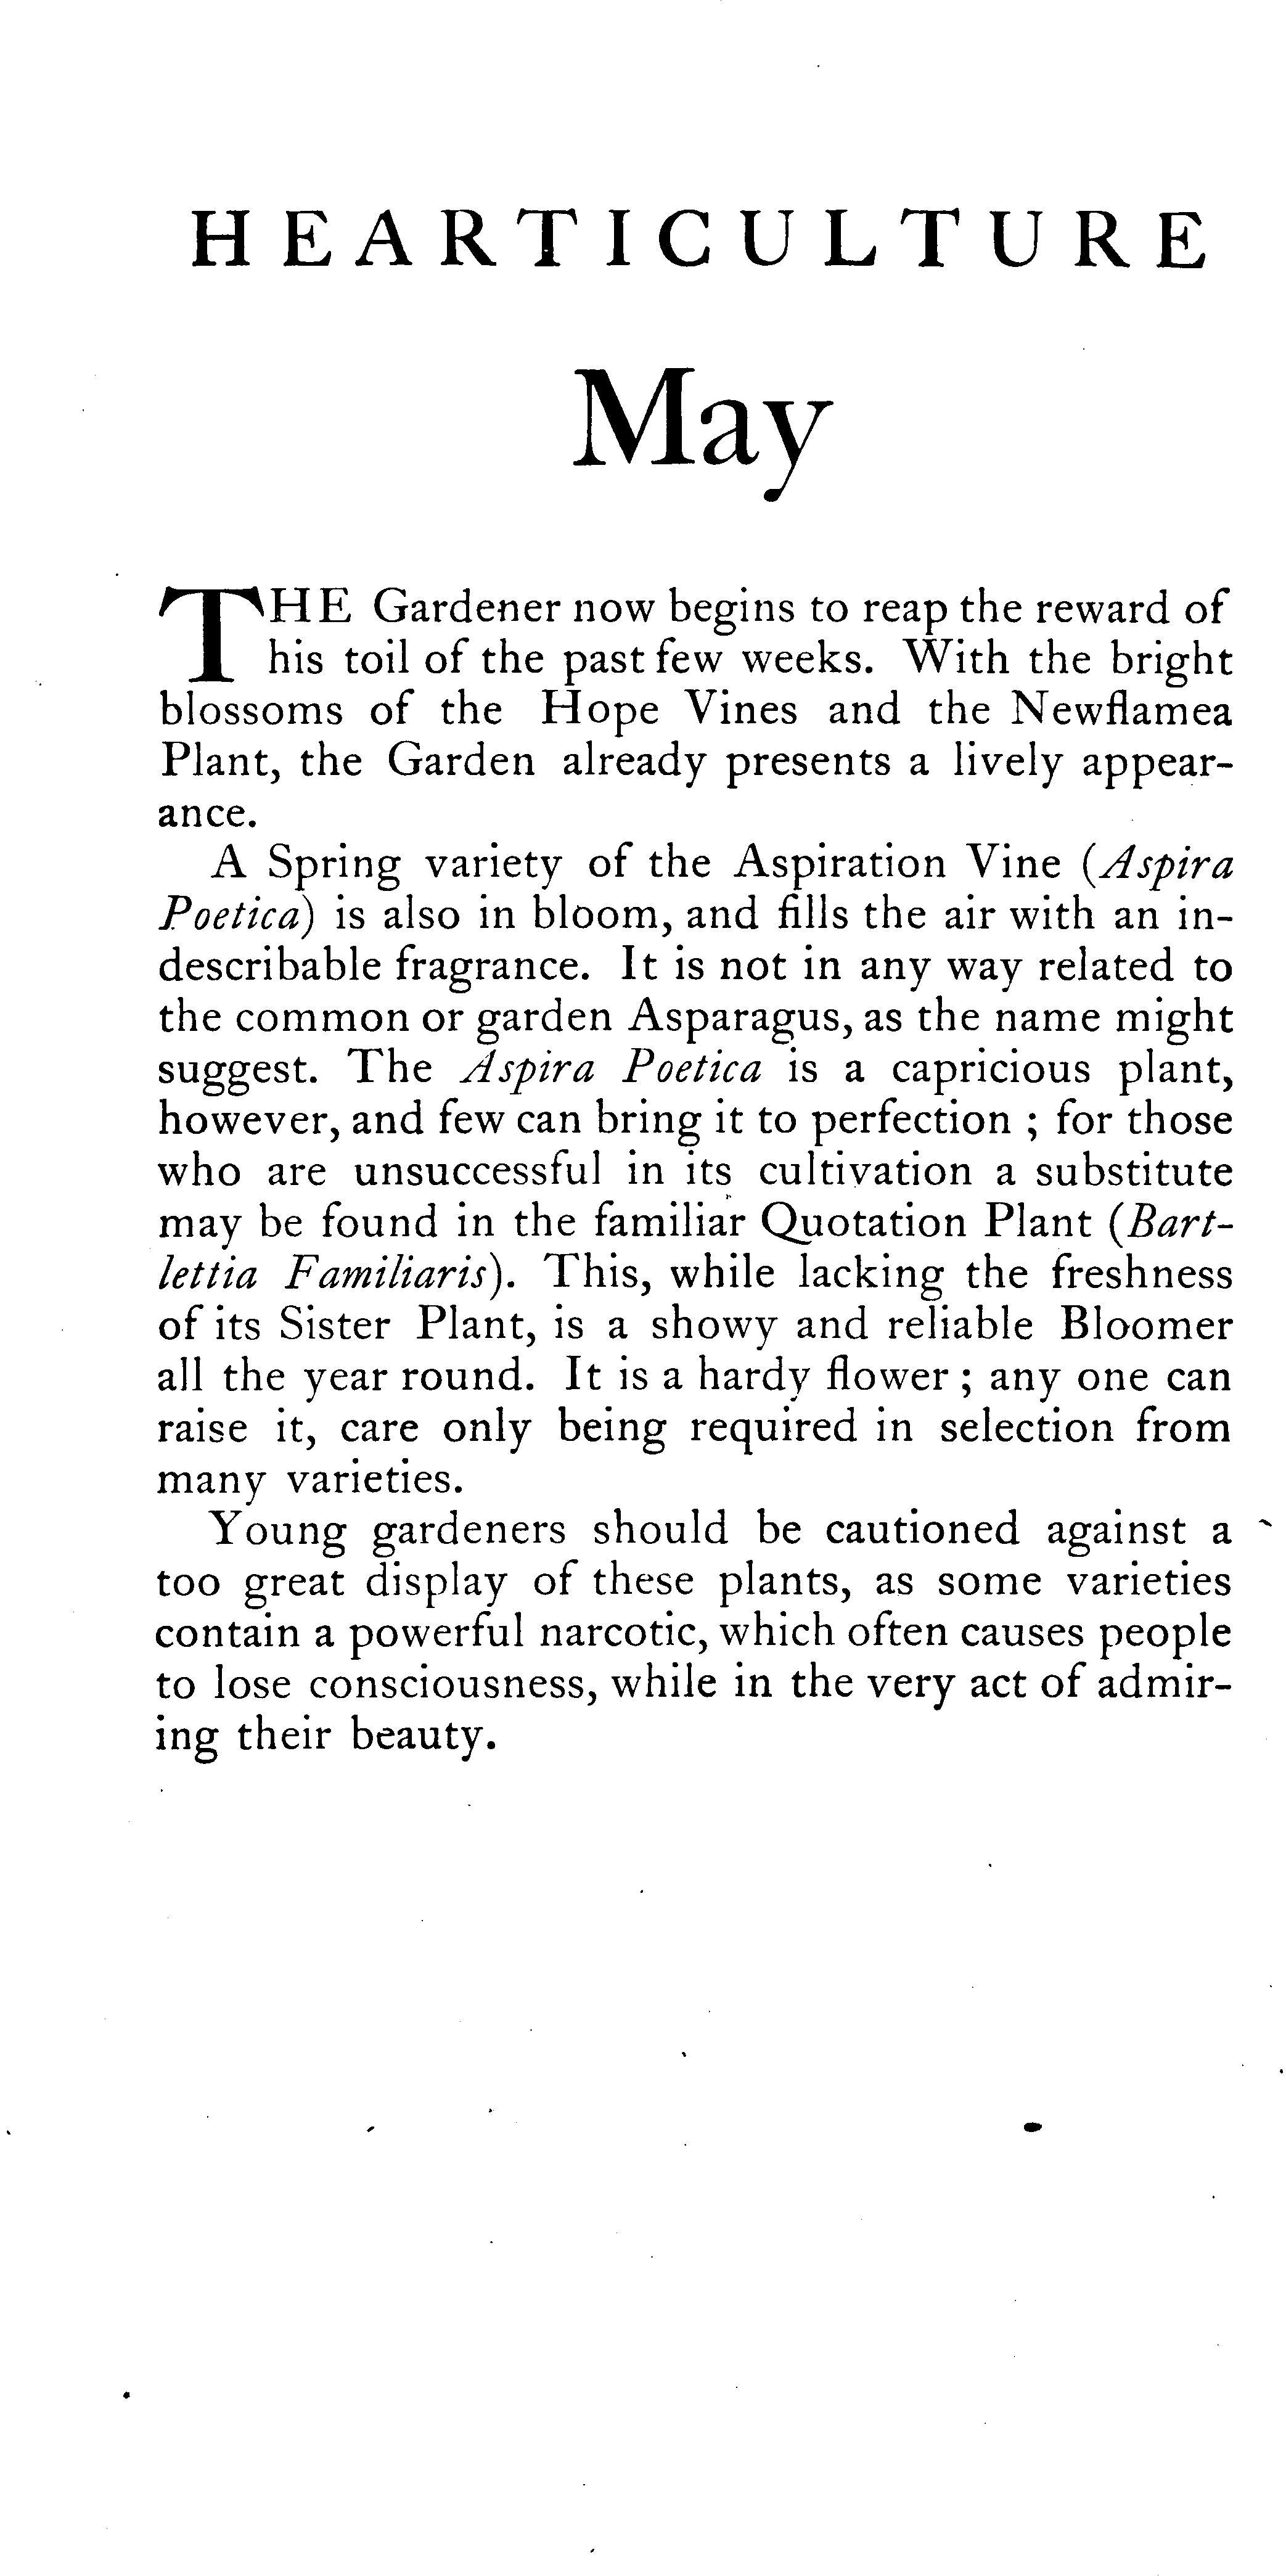 HEARTICULTURE
May
THE Gardener now begins to reap the reward of
his toil of the past few weeks. With the bright
blossoms of the Hope Vines and the Newflamea
Plant, the Garden already presents a lively appear-
ance.
A Spring variety of the Aspiration Vine (Aspira
Poetica) is also in bloom, and fills the air with an in-
describable fragrance. It is not in any way related to
the common or garden Asparagus, as the name might
suggest. The Aspira Poetica is a capricious plant,
however, and few can bring it to perfection ; for those
who are unsuccessful in its cultivation a substitute
may be found in the familiar Quotation Plant (Bart-
lettia Familiaris). This, while lacking the freshness
of its Sister Plant, is a showy and reliable Bloomer
all the year round. It is a hardy flower ; any one can
raise it, care only being required in selection from
many varieties.
Young gardeners should be cautioned against a
too great display of these plants, as some varieties
contain a powerful narcotic, which often causes people
to lose consciousness, while in the very act of admir-
ing their beauty.